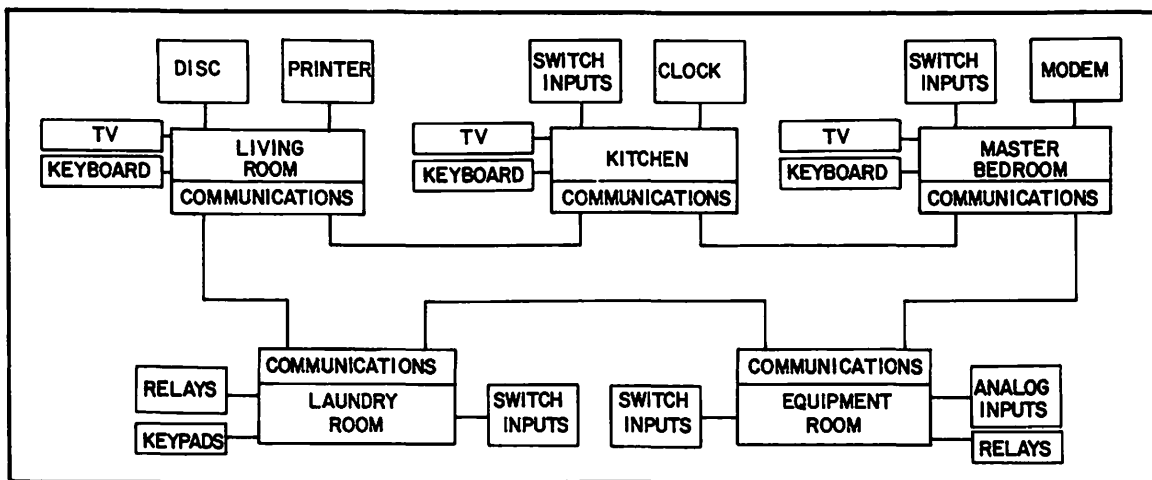 DISC
PRINTER
SWITCH
INPUTS
CLOCK
SWITCH
INPUTS
MODEM
TV
KEYBOARD
LIVING
ROOM
COMMUNICATIONS
TV
KEYBOARD
KITCHEN
COMMUNICATIONS
TV
KEYBOARD
MASTER
BEDROOM
COMMUNICATIONS
RELAYS
KEYPADS
COMMUNICATIONS
LAUNDRY
ROOM
SWITCH
INPUTS
SWITCH
INPUTS
COMMUNICATIONS
EQUIPMENT
ROOM
ANALOG
INPUTS
RELAYS